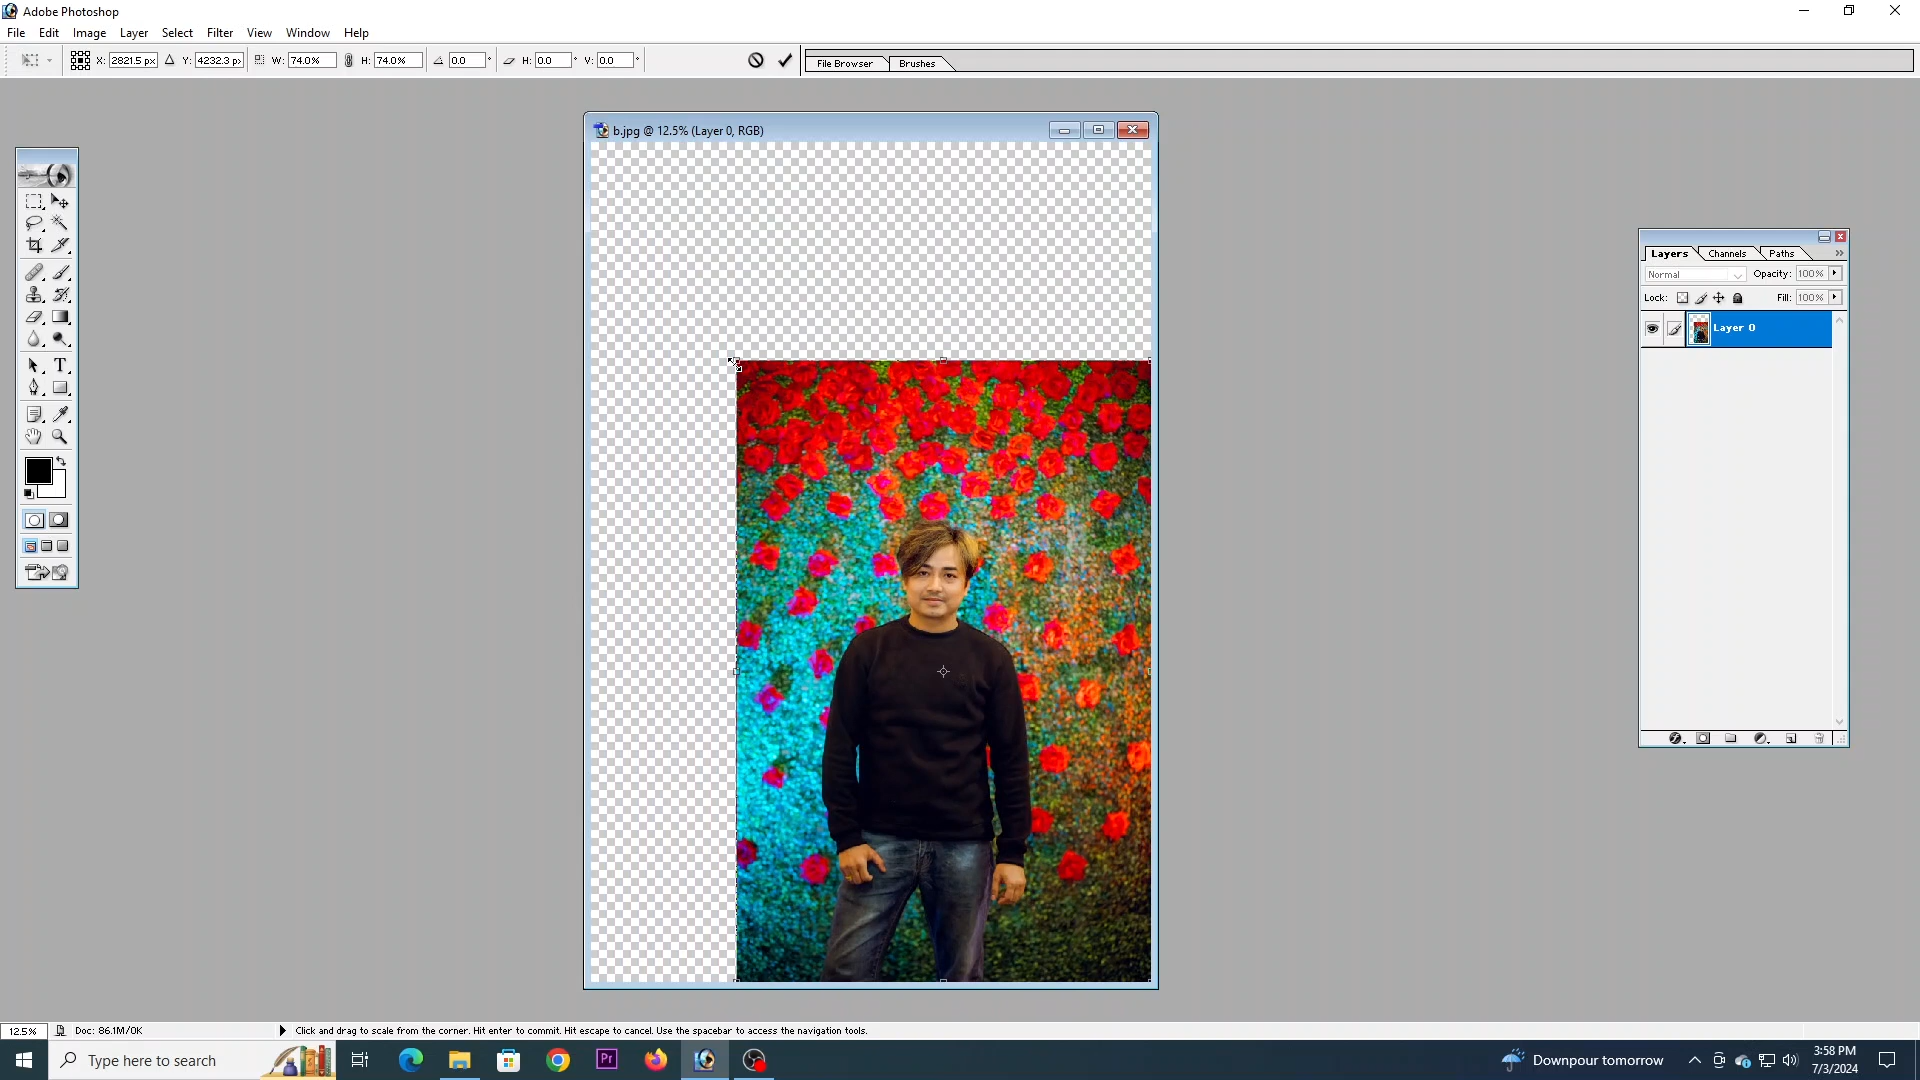 Adobe Photoshop
File Edit Image Layer Select Filter View Window Help
X: 2821.5 px Y: 4232.3 px W: 74.0% H: 74.0% 0.0 ° H: 0.0 ° V: 0.0 ° File Browser Brushes
b.jpg @ 12.5% (Layer 0, RGB)
Layers Channels Paths
Normal Opacity: 100%
Lock: Fill: 100%
Layer 0
12.5% Doc: 86.1M/0K Click and drag to scale from the corner. Hit enter to commit. Hit escape to cancel. Use the spacebar to access the navigation tools.
Type here to search Pr Downpour tomorrow 3:58 PM
7/3/2024